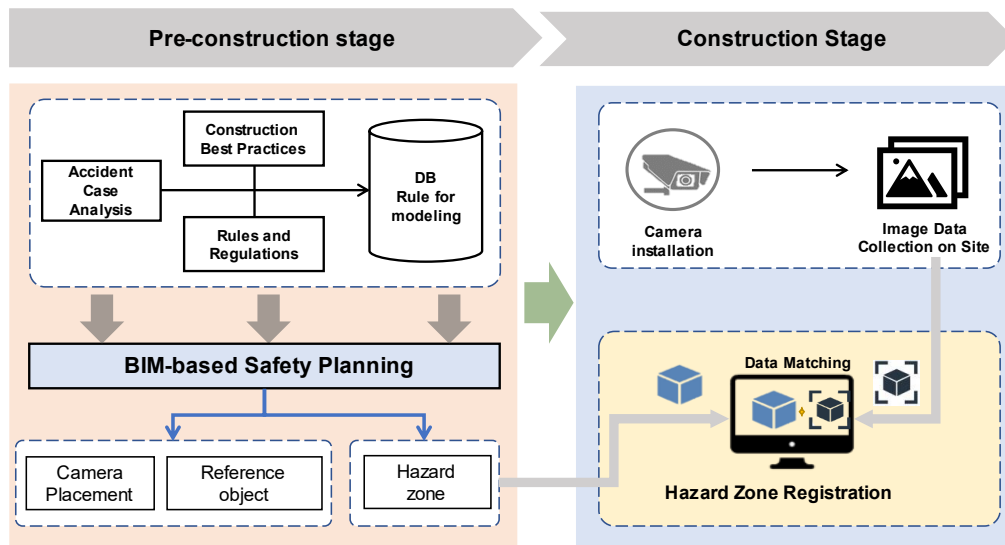 Pre-construction stage
Construction Stage
Construction
Best Practices
Accident
Case
Analysis
Rules and
Regulations
DB
Rule for
modeling
BIM-based Safety Planning
Camera
Placement
Reference
object
Hazard
zone
Camera
installation
Image Data
Collection on Site
Data Matching
Hazard Zone Registration